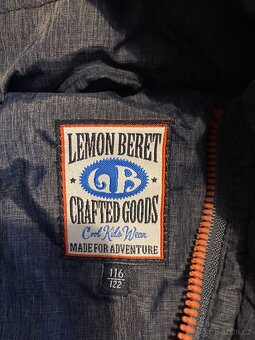 LEMON BERET
LB
CRAFTED GOODS
Cool Kids Wear
MADE FOR ADVENTURE
116
122